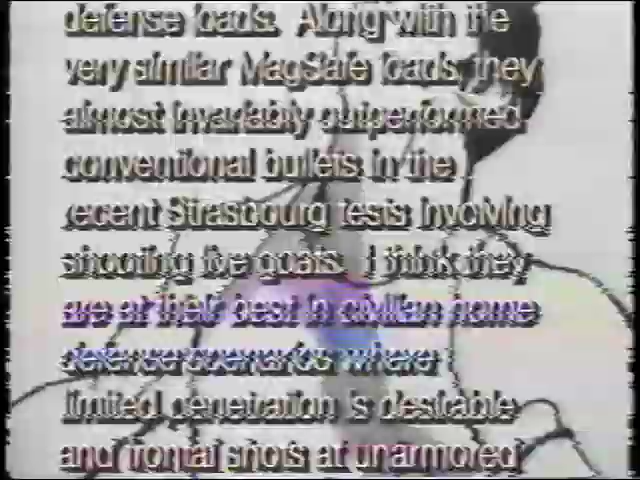 defense loads. Along with the
very similar MagSafe loads, they
almost invariably outperformed
conventional bullets in the
recent Strasbourg tests involving
shooting live goats. I think they
are at their best in civilian home
defense scenarios where
limited penetration is desirable
and frontal shots at unarmored